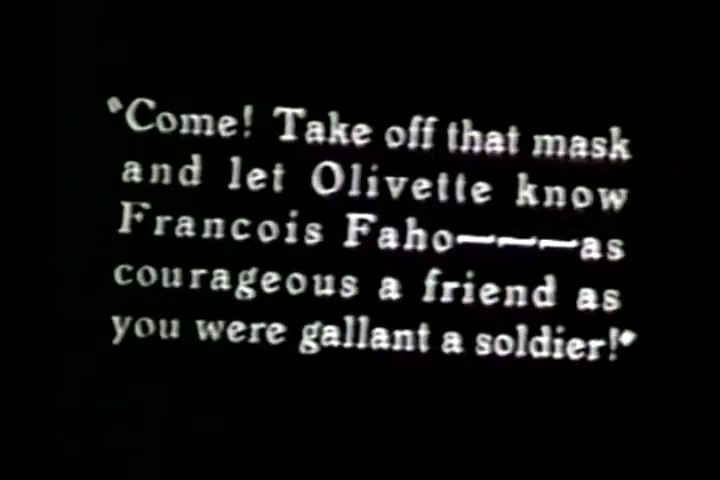 "Come! Take off that mask
and let Olivette know
Francois Faho———as
courageous a friend as
you were gallant a soldier!"